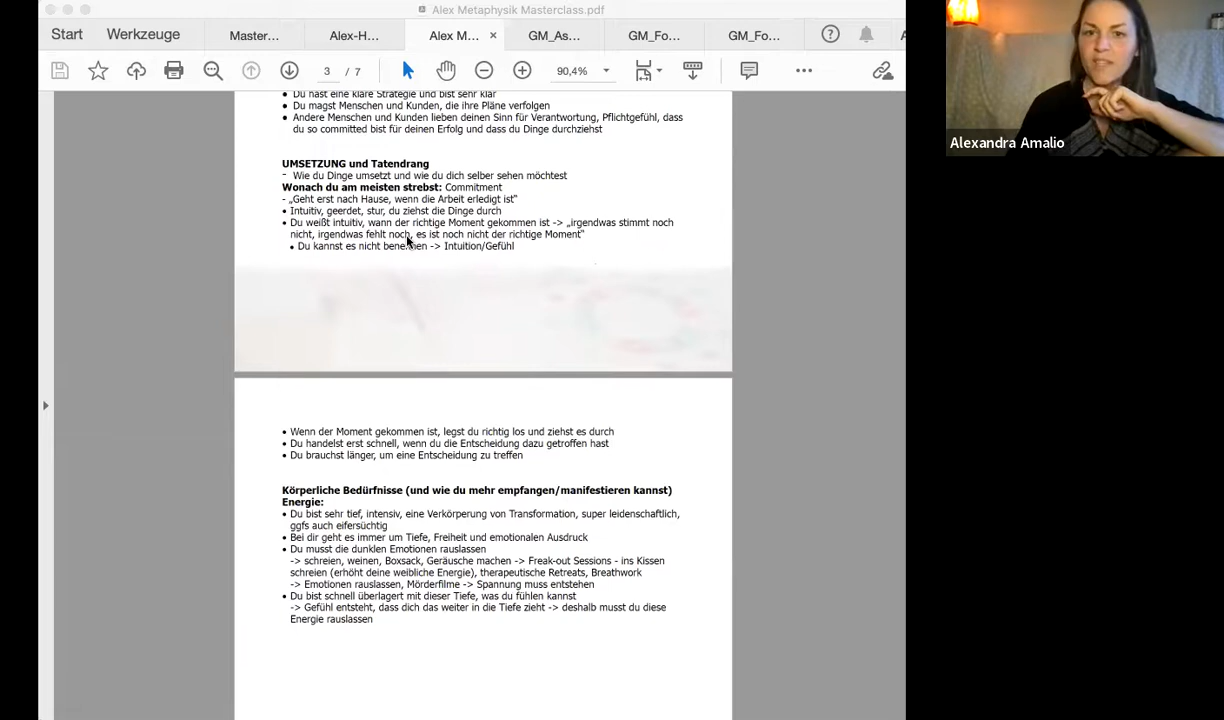 Alex Metaphysik Masterclass.pdf
Start
Werkzeuge
Master...
Alex-H...
Alex M...
GM_As...
GM_Fo...
GM_Fo...
3 / 7
90,4%
Alexandra Amalio
• Du hast eine klare Strategie und bist sehr klar
• Du magst Menschen und Kunden, die ihre Pläne verfolgen
• Andere Menschen und Kunden lieben deinen Sinn für Verantwortung, Pflichtgefühl, dass
du so committed bist für deinen Erfolg und dass du Dinge durchziehst
UMSETZUNG und Tatendrang
- Wie du Dinge umsetzt und wie du dich selber sehen möchtest
Wonach du am meisten strebst: Commitment
- „Geht erst nach Hause, wenn die Arbeit erledigt ist“
• Intuitiv, geerdet, stur, du ziehst die Dinge durch
• Du weißt intuitiv, wann der richtige Moment gekommen ist -> „irgendwas stimmt noch
nicht, irgendwas fehlt noch, es ist noch nicht der richtige Moment“
• Du kannst es nicht benennen -> Intuition/Gefühl
• Wenn der Moment gekommen ist, legst du richtig los und ziehst es durch
• Du handelst erst schnell, wenn du die Entscheidung dazu getroffen hast
• Du brauchst länger, um eine Entscheidung zu treffen
Körperliche Bedürfnisse (und wie du mehr empfangen/manifestieren kannst)
Energie:
• Du bist sehr tief, intensiv, eine Verkörperung von Transformation, super leidenschaftlich,
ggfs auch eifersüchtig
• Bei dir geht es immer um Tiefe, Freiheit und emotionalen Ausdruck
• Du musst die dunklen Emotionen rauslassen
-> schreien, weinen, Boxsack, Geräusche machen -> Freak-out Sessions - ins Kissen
schreien (erhöht deine weibliche Energie), therapeutische Retreats, Breathwork
-> Emotionen rauslassen, Mörderfilme -> Spannung muss entstehen
• Du bist schnell überlagert mit dieser Tiefe, was du fühlen kannst
-> Gefühl entsteht, dass dich das weiter in die Tiefe zieht -> deshalb musst du diese
Energie rauslassen